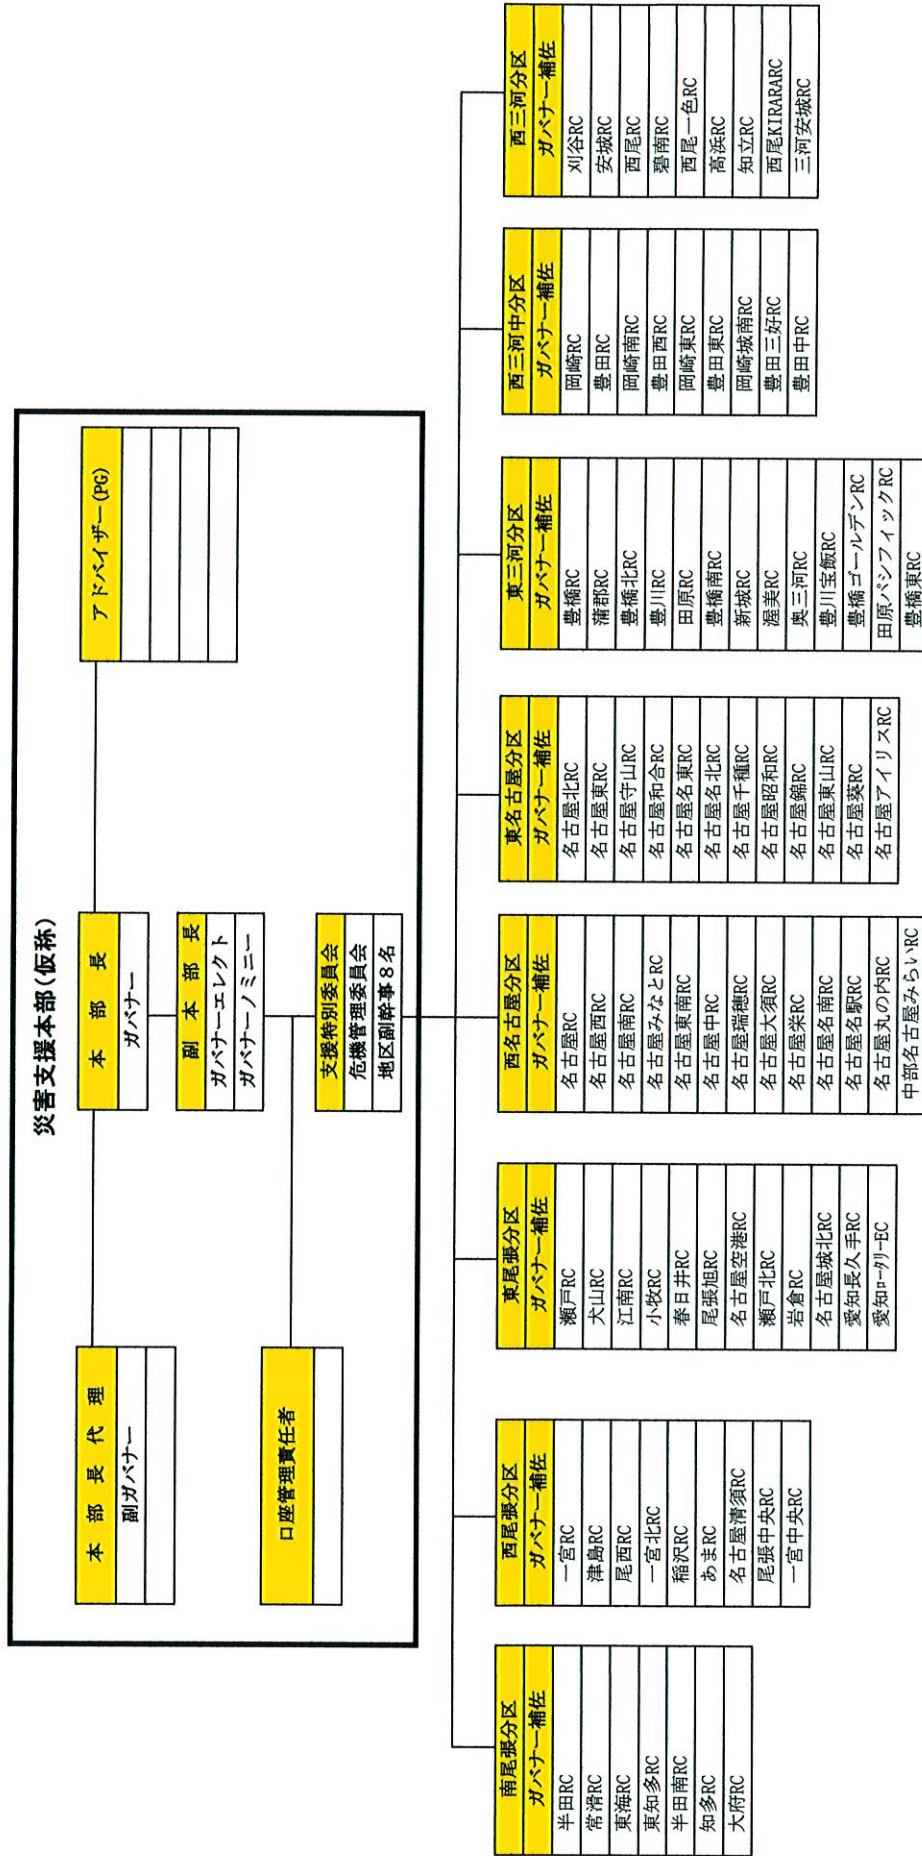 災害支援本部(仮称)
本部長代理
副ガバナー
本部長
ガバナー
アドバイザー(PG)
副本部長
ガバナーエレクト
ガバナーノミニー
口座管理責任者
支援特別委員会
危機管理委員会
地区副幹事8名
南尾張分区
ガバナー補佐
半田RC
常滑RC
東海RC
東知多RC
半田南RC
知多RC
大府RC
西尾張分区
ガバナー補佐
一宮RC
津島RC
尾西RC
一宮北RC
稲沢RC
あまRC
名古屋清須RC
尾張中央RC
一宮中央RC
東尾張分区
ガバナー補佐
瀬戸RC
犬山RC
江南RC
小牧RC
春日井RC
尾張旭RC
名古屋空港RC
瀬戸北RC
岩倉RC
名古屋城北RC
愛知長久手RC
愛知ロータリーEC
西名古屋分区
ガバナー補佐
名古屋RC
名古屋西RC
名古屋南RC
名古屋みなとRC
名古屋東南RC
名古屋中RC
名古屋瑞穂RC
名古屋大須RC
名古屋栄RC
名古屋名南RC
名古屋名駅RC
名古屋丸の内RC
中部名古屋みらいRC
東名古屋分区
ガバナー補佐
名古屋北RC
名古屋東RC
名古屋守山RC
名古屋和合RC
名古屋名東RC
名古屋名北RC
名古屋千種RC
名古屋昭和RC
名古屋錦RC
名古屋東山RC
名古屋葵RC
名古屋アイリスRC
東三河分区
ガバナー補佐
豊橋RC
蒲郡RC
豊橋北RC
豊川RC
田原RC
豊橋南RC
新城RC
渥美RC
奥三河RC
豊川宝飯RC
豊橋ゴールデンRC
田原パシフィックRC
豊橋東RC
西三河中分区
ガバナー補佐
岡崎RC
豊田RC
岡崎南RC
豊田西RC
岡崎東RC
豊田東RC
岡崎城南RC
豊田三好RC
豊田中RC
西三河分区
ガバナー補佐
刈谷RC
安城RC
西尾RC
碧南RC
西尾一色RC
高浜RC
知立RC
西尾KIRARARC
三河安城RC